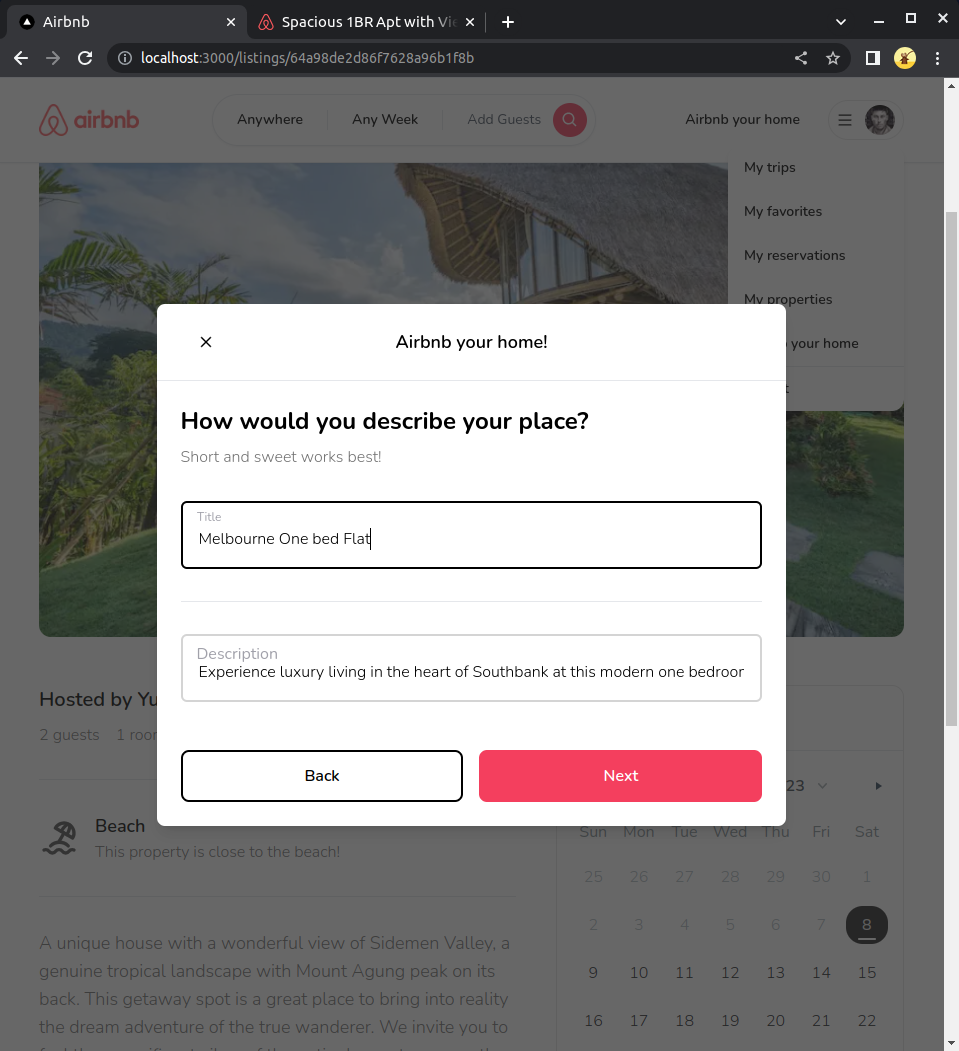 Airbnb
Spacious 1BR Apt with Vie
localhost:3000/listings/64a98de2d86f7628a96b1f8b
airbnb
Anywhere
Any Week
Add Guests
Airbnb your home
My trips
My favorites
My reservations
My properties
your home
Airbnb your home!
How would you describe your place?
Short and sweet works best!
Title
Melbourne One bed Flat
Description
Experience luxury living in the heart of Southbank at this modern one bedroor
Back
Next
Hosted by Yu
2 guests
1 roor
23
Beach
This property is close to the beach!
Sun Mon Tue Wed Thu Fri Sat
25 26 27 28 29 30 1
2 3 4 5 6 7 8
9 10 11 12 13 14 15
16 17 18 19 20 21 22
A unique house with a wonderful view of Sidemen Valley, a
genuine tropical landscape with Mount Agung peak on its
back. This getaway spot is a great place to bring into reality
the dream adventure of the true wanderer. We invite you to